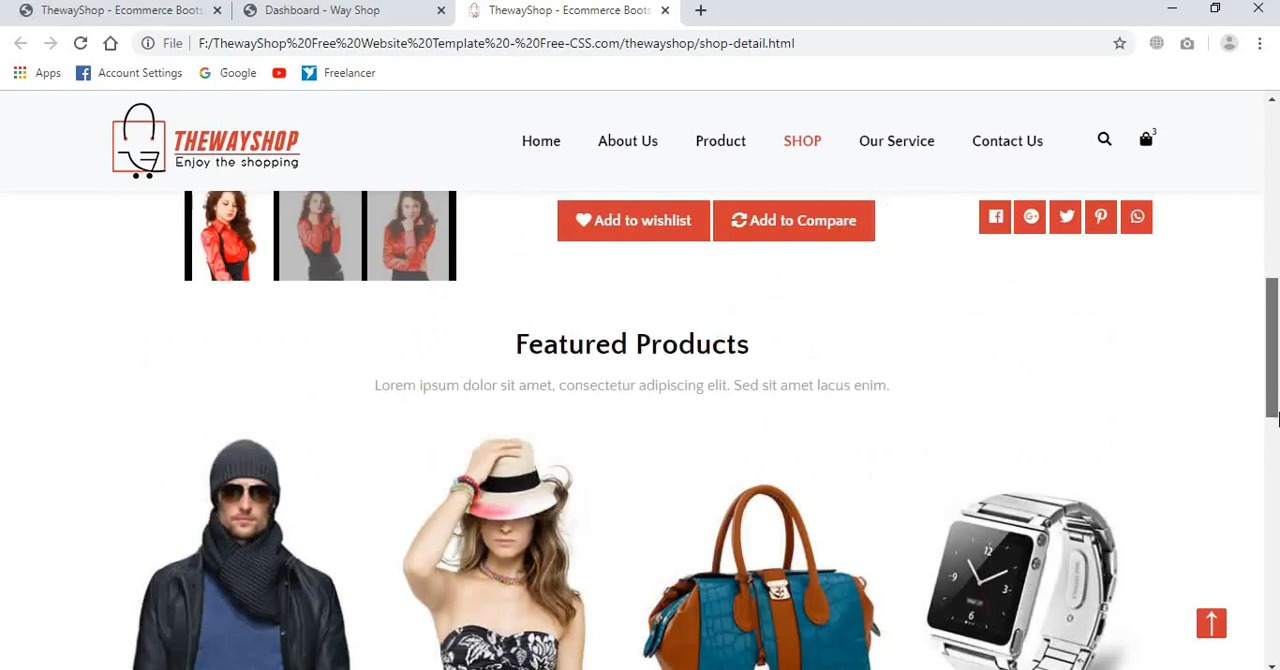 ThewayShop - Ecommerce Boots
Dashboard - Way Shop
ThewayShop - Ecommerce Boots
File
F:/ThewayShop%20Free%20Website%20Template%20-%20Free-CSS.com/thewayshop/shop-detail.html
Apps
Account Settings
Google
Freelancer
THEWAYSHOP
Enjoy the shopping
Home
About Us
Product
SHOP
Our Service
Contact Us
3
Add to wishlist
Add to Compare
Featured Products
Lorem ipsum dolor sit amet, consectetur adipiscing elit. Sed sit amet lacus enim.